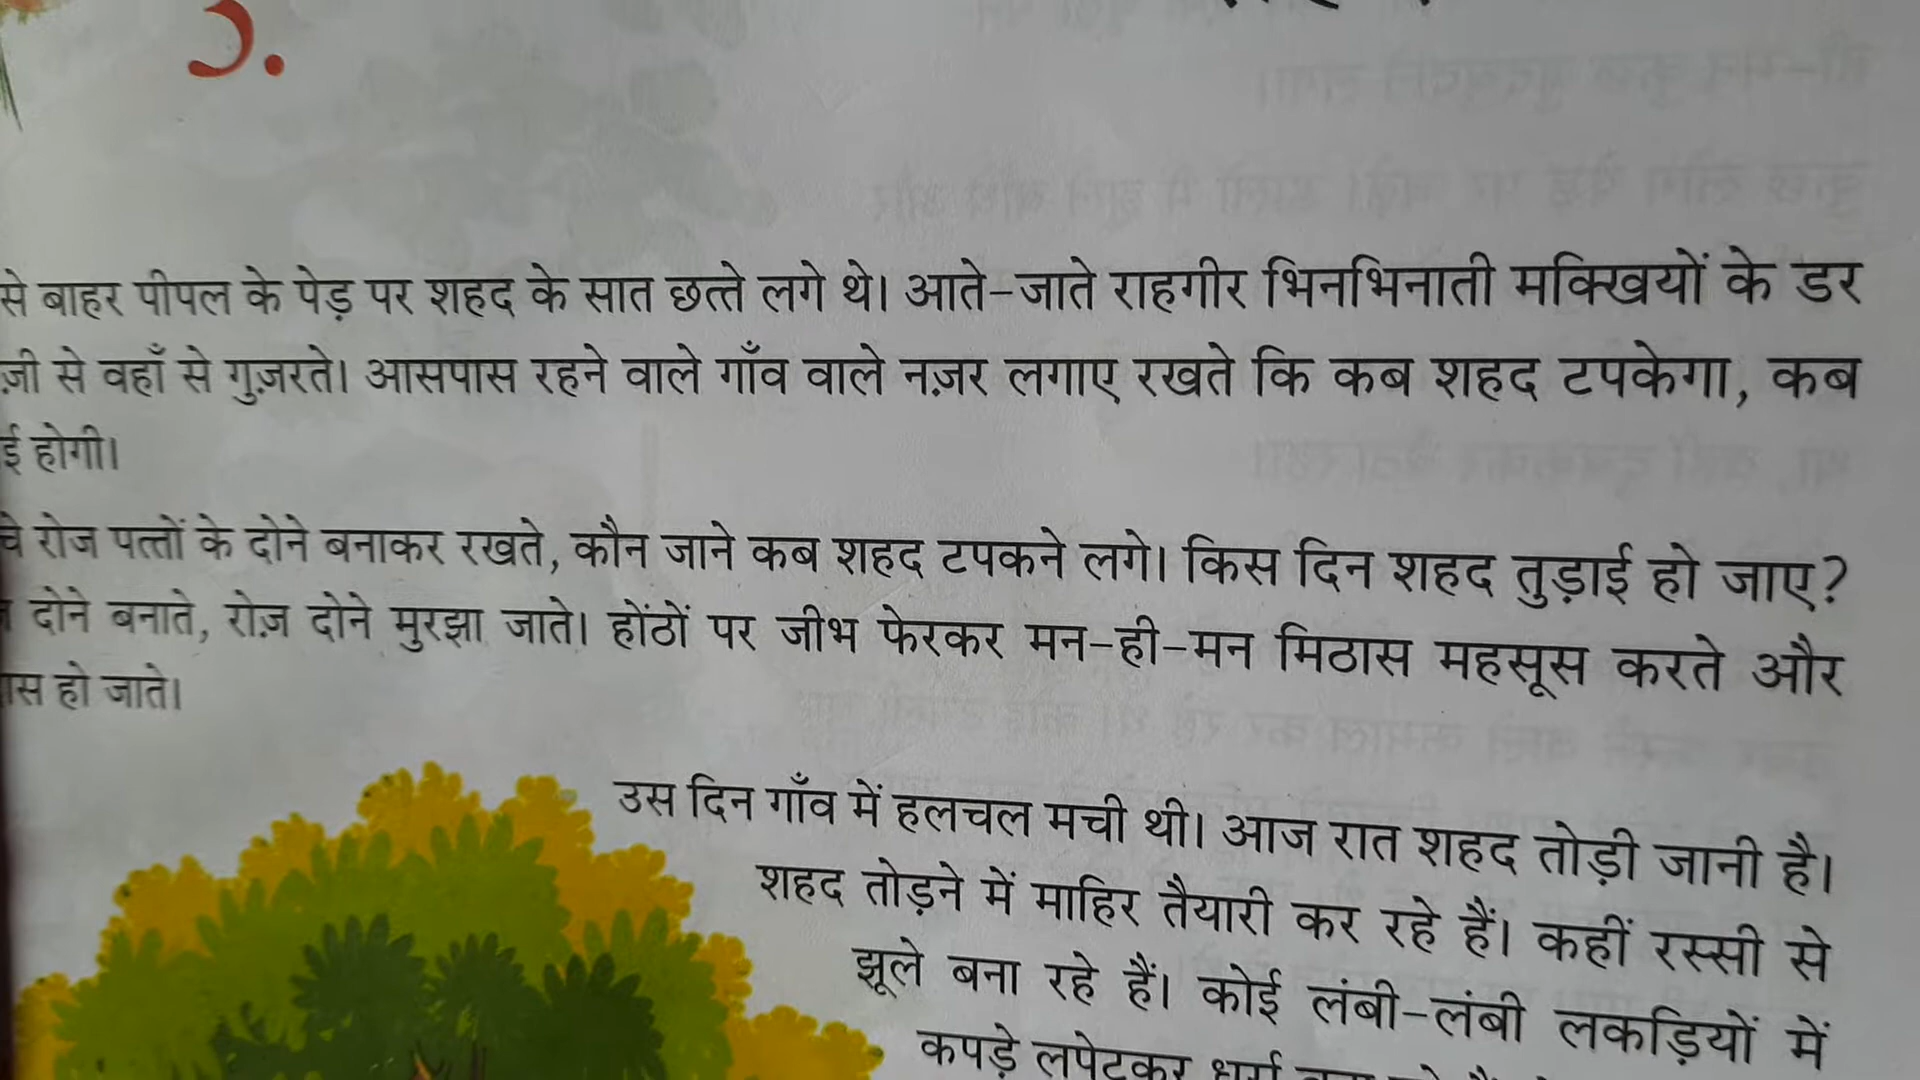 से बाहर पीपल के पेड़ पर शहद के सात छत्ते लगे थे। आते-जाते राहगीर भिनभिनाती मक्खियों के डर
से वहाँ से गुज़रते। आसपास रहने वाले गाँव वाले नज़र लगाए रखते कि कब शहद टपकेगा, कब
होगी।
रोज पत्तों के दोने बनाकर रखते, कौन जाने कब शहद टपकने लगे। किस दिन शहद तुड़ाई हो जाए?
दोने बनाते, रोज़ दोने मुरझा जाते। होंठों पर जीभ फेरकर मन-ही-मन मिठास महसूस करते और
हो जाते।
उस दिन गाँव में हलचल मची थी। आज रात शहद तोड़ी जानी है।
शहद तोड़ने में माहिर तैयारी कर रहे हैं। कहीं रस्सी से
झूले बना रहे हैं। कोई लंबी-लंबी लकड़ियों में
कपड़े लपेटकर